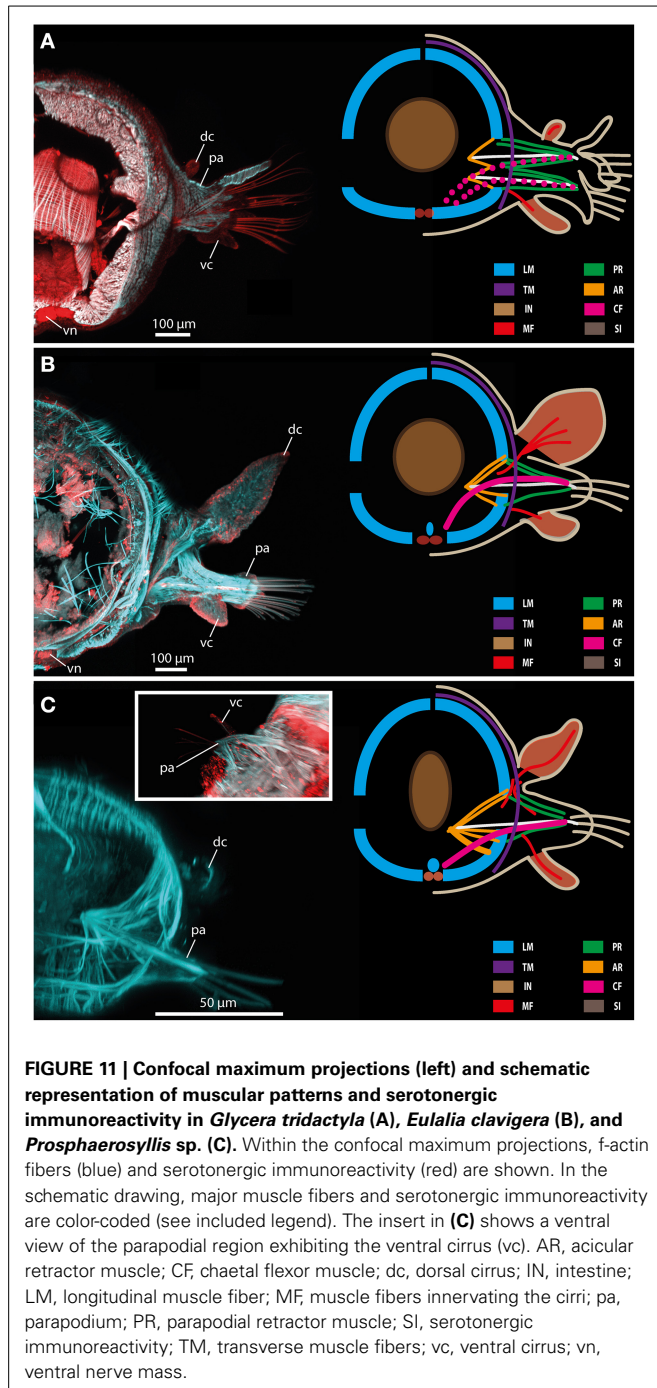 A
dc
pa
vc
vn
100 µm
LM PR
TM AR
IN CF
MF SI
B
dc
pa
vc
vn
100 µm
LM PR
TM AR
IN CF
MF SI
C
vc
pa
dc
pa
50 µm
LM PR
TM AR
IN CF
MF SI
FIGURE 11 | Confocal maximum projections (left) and schematic
representation of muscular patterns and serotonergic
immunoreactivity in Glycera tridactyla (A), Eulalia clavigera (B), and
Prosphaerosyllis sp. (C). Within the confocal maximum projections, f-actin
fibers (blue) and serotonergic immunoreactivity (red) are shown. In the
schematic drawing, major muscle fibers and serotonergic immunoreactivity
are color-coded (see included legend). The insert in (C) shows a ventral
view of the parapodial region exhibiting the ventral cirrus (vc). AR, acicular
retractor muscle; CF, chaetal flexor muscle; dc, dorsal cirrus; IN, intestine;
LM, longitudinal muscle fiber; MF, muscle fibers innervating the cirri; pa,
parapodium; PR, parapodial retractor muscle; SI, serotonergic
immunoreactivity; TM, transverse muscle fibers; vc, ventral cirrus; vn,
ventral nerve mass.